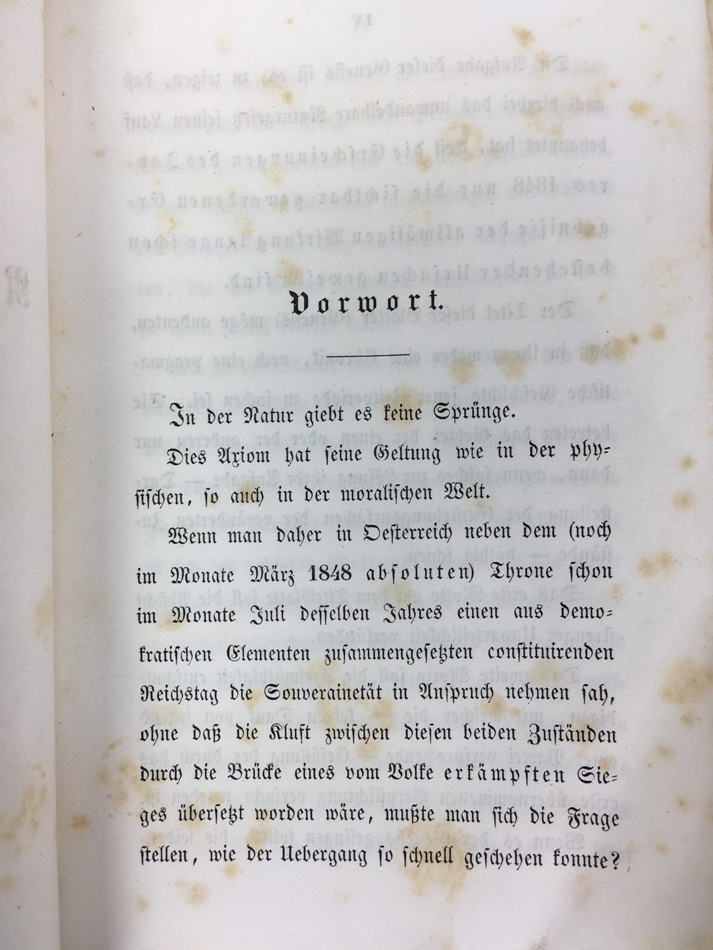 Vorwort.
In der Natur giebt es keine Sprünge.
Dies Axiom hat seine Geltung wie in der phy-
sischen, so auch in der moralischen Welt.
Wenn man daher in Oesterreich neben dem (noch
im Monate März 1848 absoluten) Throne schon
im Monate Juli desselben Jahres einen aus demo-
kratischen Elementen zusammengesetzten constituirenden
Reichstag die Souverainetät in Anspruch nehmen sah,
ohne daß die Kluft zwischen diesen beiden Zuständen
durch die Brücke eines vom Volke erkämpften Sie-
ges übersetzt worden wäre, mußte man sich die Frage
stellen, wie der Uebergang so schnell geschehen konnte?